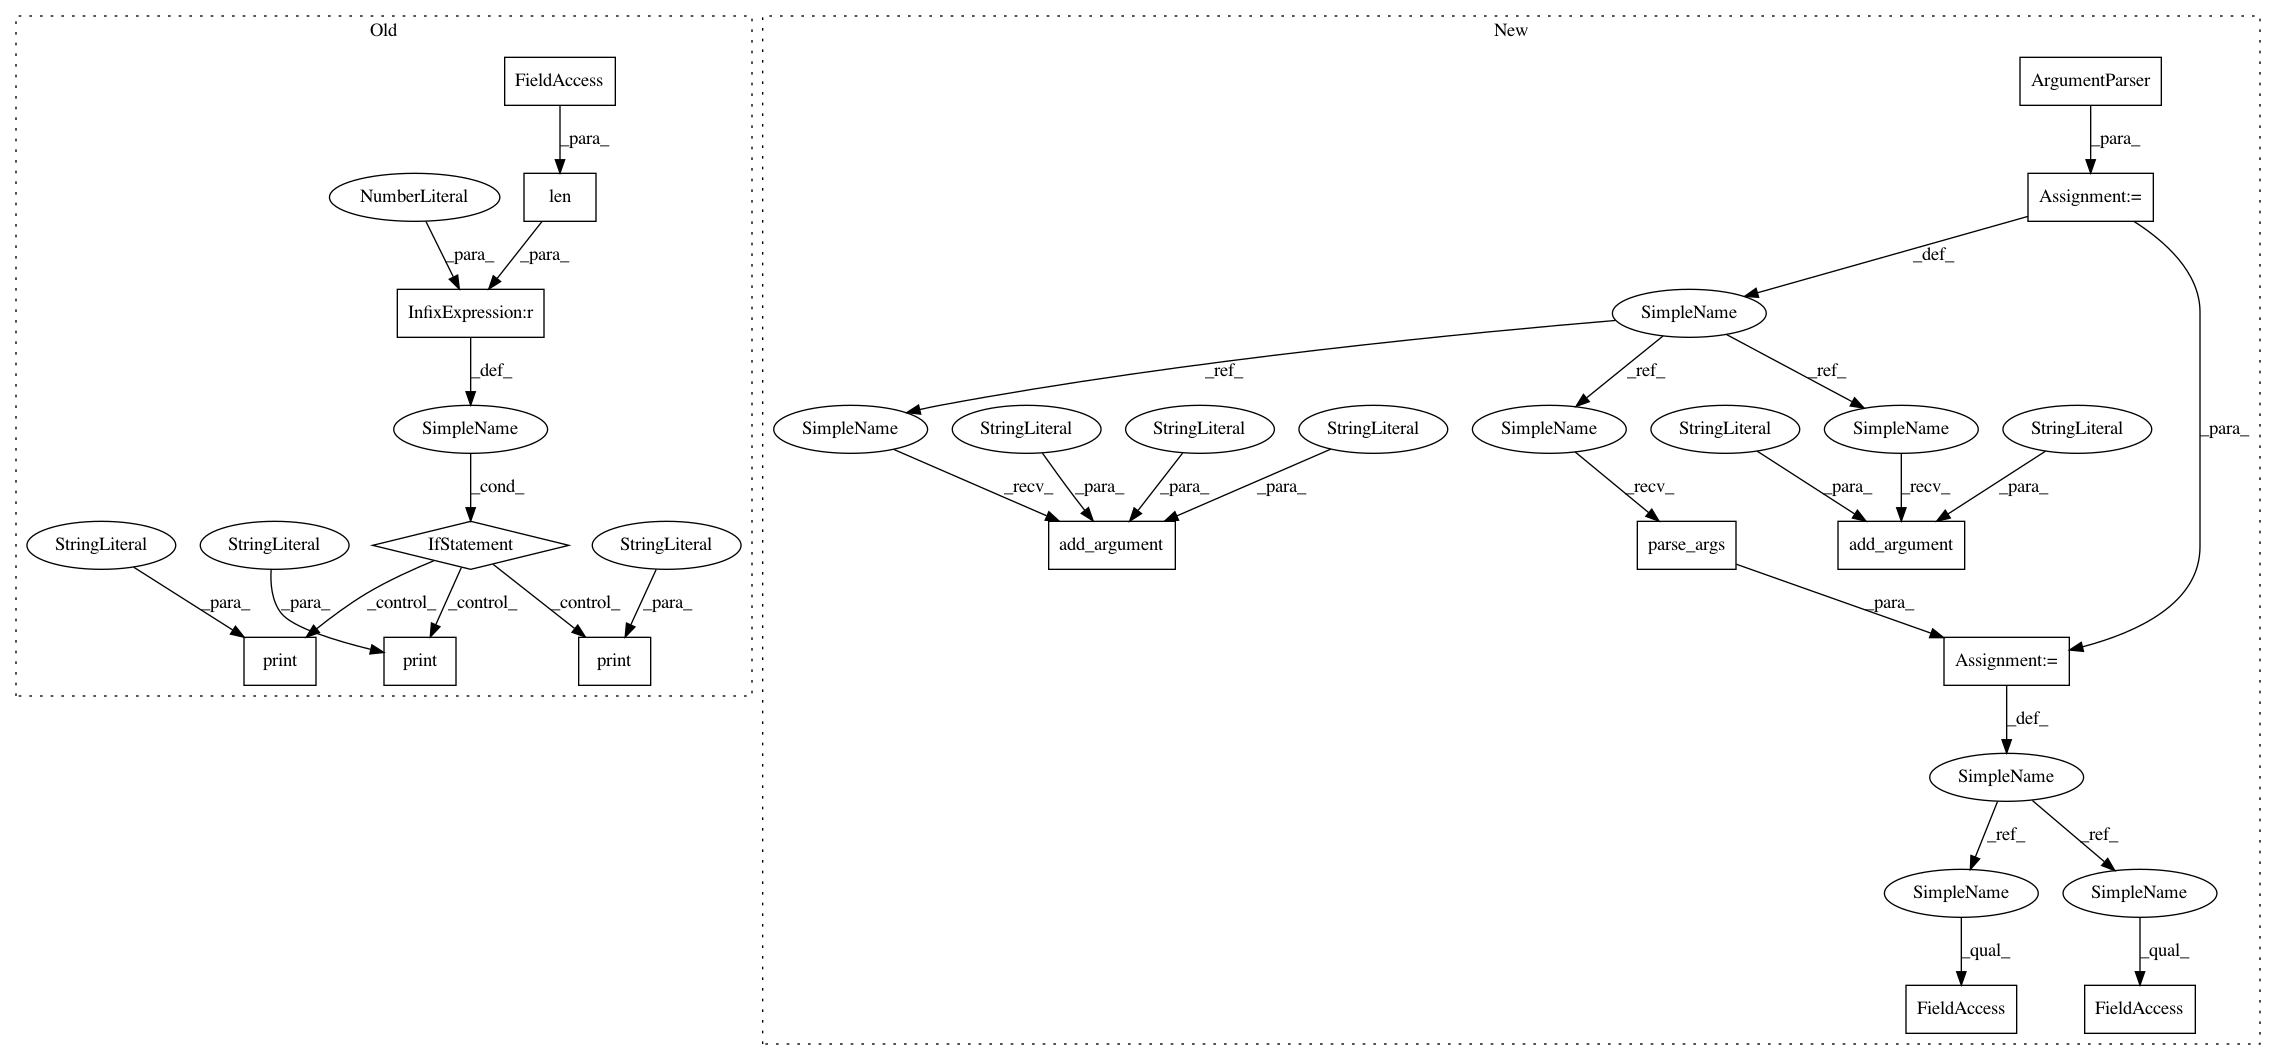 Old
New
FieldAccess
ArgumentParser
_para_
_para_
NumberLiteral
len
Assignment:=
_para_
_para_
_def_
InfixExpression:r
SimpleName
_def_
_ref_
_ref_
_ref_
SimpleName
SimpleName
StringLiteral
StringLiteral
StringLiteral
SimpleName
StringLiteral
SimpleName
StringLiteral
_para_
_cond_
_recv_
_para_
_para_
_para_
_recv_
_para_
_recv_
_para_
StringLiteral
StringLiteral
IfStatement
StringLiteral
add_argument
parse_args
add_argument
_para_
_para_
_control_
_control_
_control_
_para_
_para_
print
print
print
Assignment:=
_def_
SimpleName
_ref_
_ref_
SimpleName
SimpleName
_qual_
_qual_
FieldAccess
FieldAccess